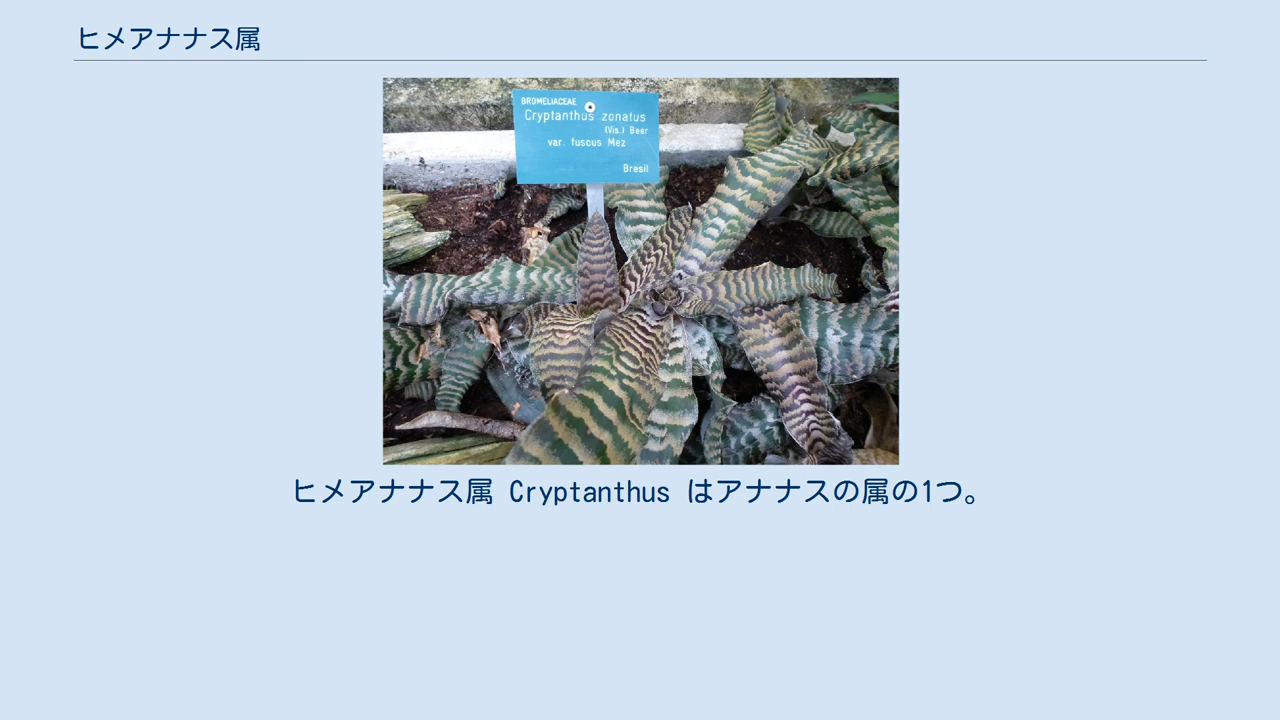 ヒメアナナス属
BROMELIACEAE
Cryptanthus zonatus
(Vis.) Beer
var. fuscus Mez
Bresil
ヒメアナナス属 Cryptanthus はアナナスの属の1つ。